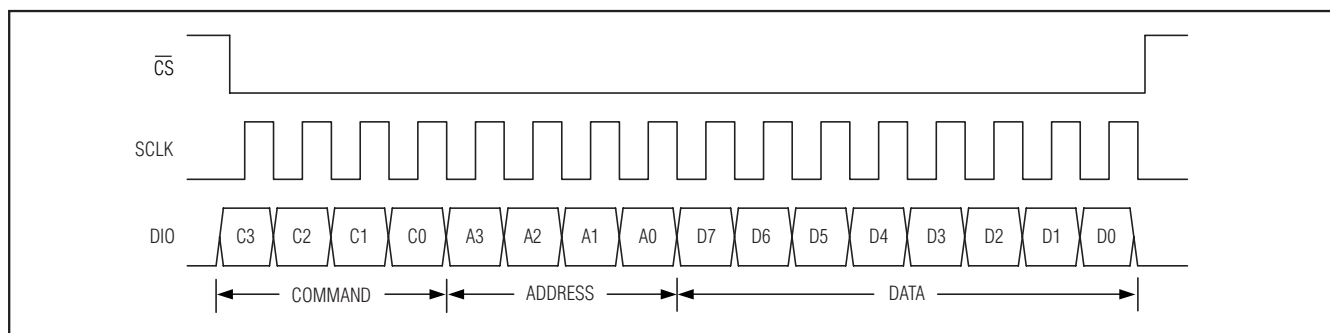 C̅S̅
SCLK
DIO C3 C2 C1 C0 A3 A2 A1 A0 D7 D6 D5 D4 D3 D2 D1 D0
COMMAND ADDRESS DATA